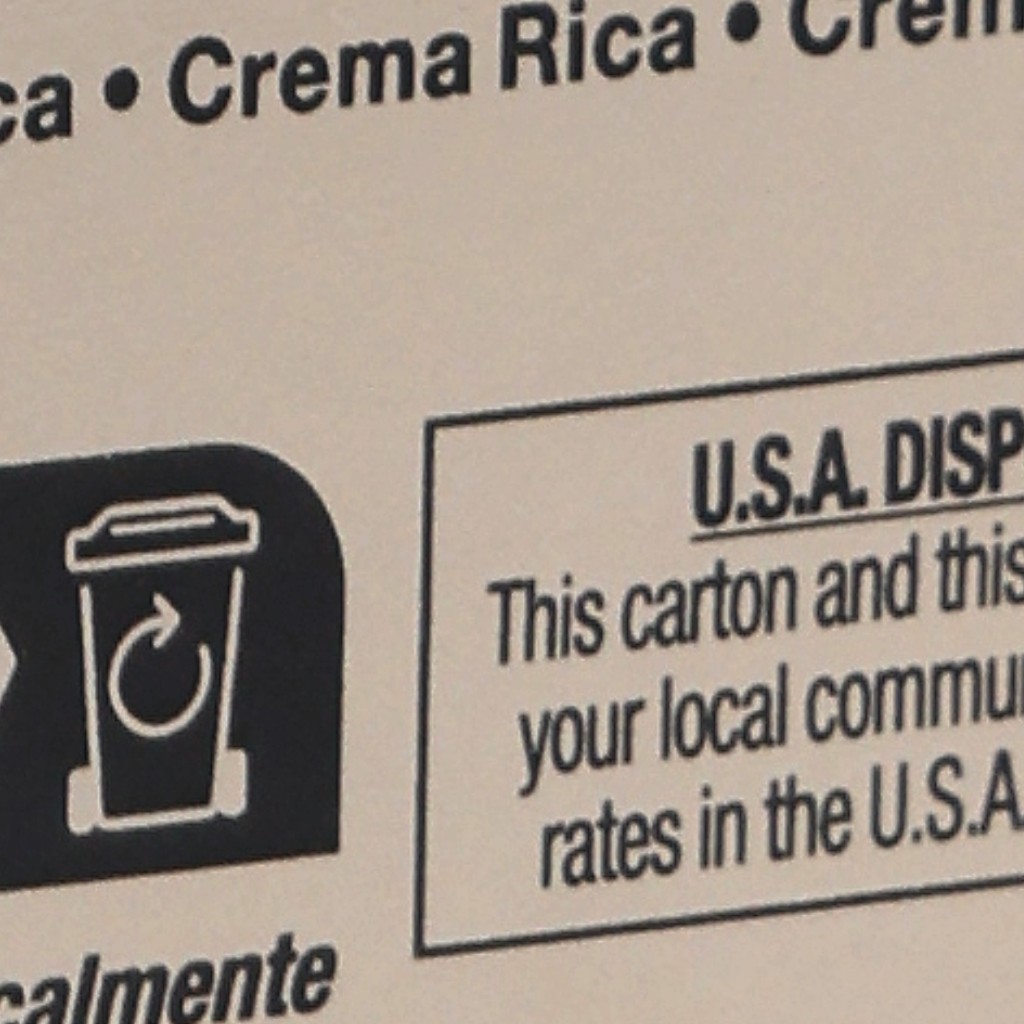 ca • Crema Rica • Crem
U.S.A. DISP
This carton and this
your local commu
rates in the U.S.A.
calmente